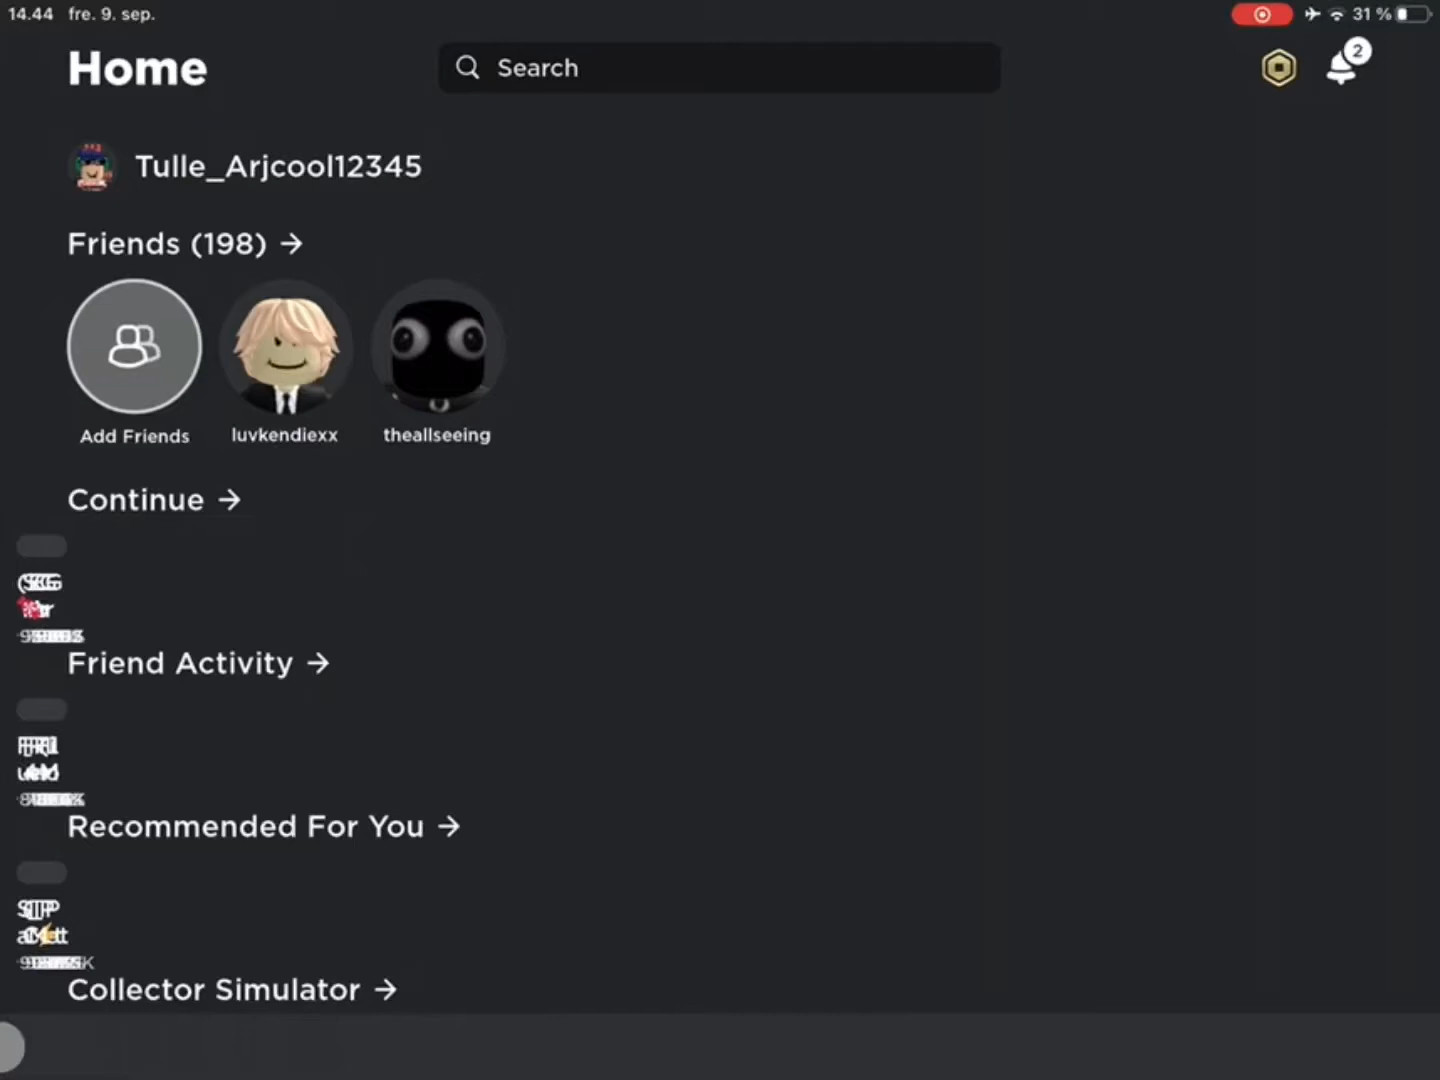 14.44 fre. 9. sep.
31 %
Home
Search
2
Tulle_Arjcool12345
Friends (198) →
Add Friends
luvkendiexx
theallseeing
Continue →
Friend Activity →
Recommended For You →
Collector Simulator →